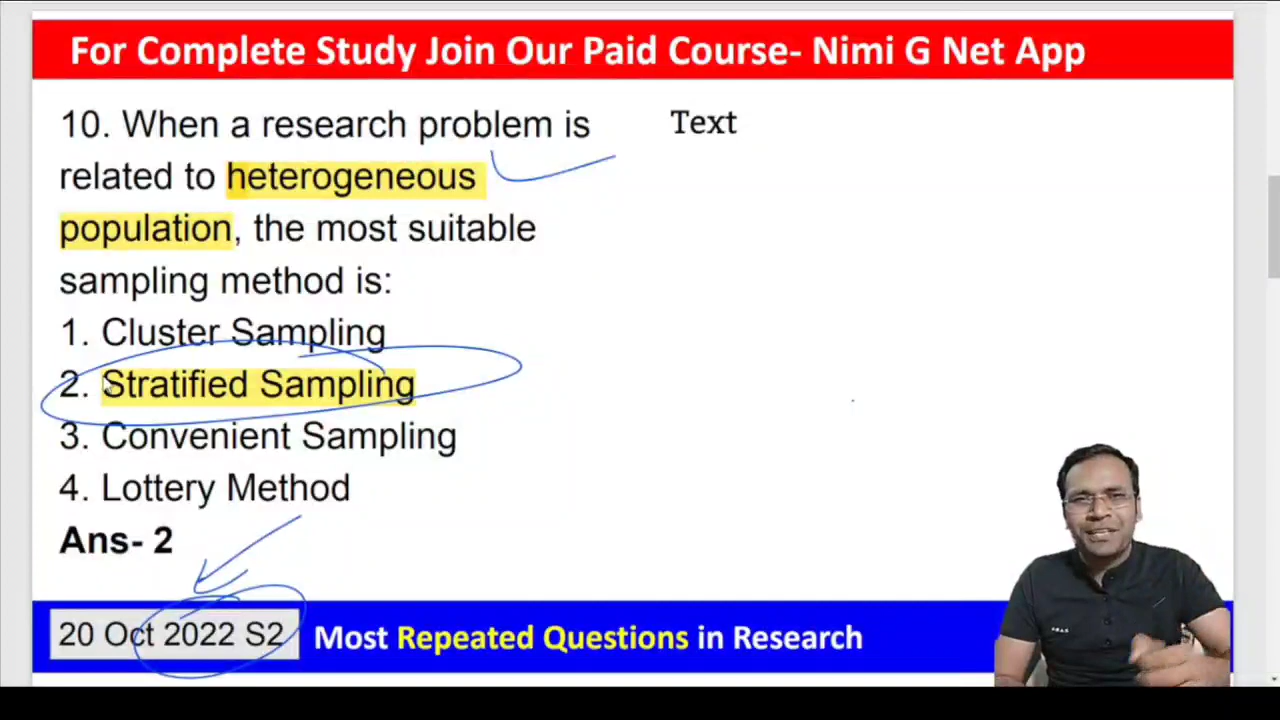 For Complete Study Join Our Paid Course- Nimi G Net App
10. When a research problem is
related to heterogeneous
population, the most suitable
sampling method is:
1. Cluster Sampling
2. Stratified Sampling
3. Convenient Sampling
4. Lottery Method
Ans- 2
Text
20 Oct 2022 S2
Most Repeated Questions in Research